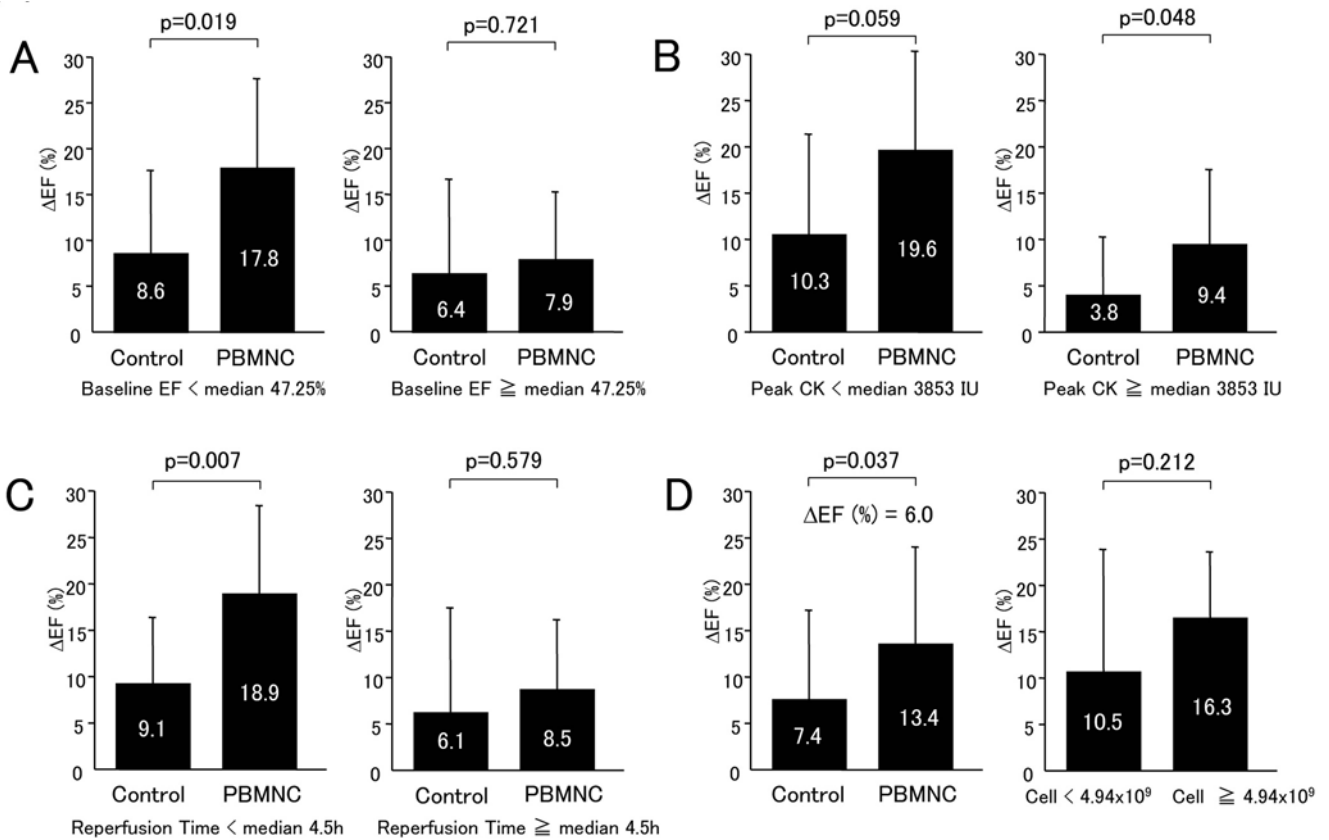 A
p=0.019
30
25
20
15
10
5
0
ΔEF (%)
8.6
17.8
Control PBMNC
Baseline EF < median 47.25%
p=0.721
30
25
20
15
10
5
0
ΔEF (%)
6.4
7.9
Control PBMNC
Baseline EF ≧ median 47.25%
B
p=0.059
30
25
20
15
10
5
0
ΔEF (%)
10.3
19.6
Control PBMNC
Peak CK < median 3853 IU
p=0.048
30
25
20
15
10
5
0
ΔEF (%)
3.8
9.4
Control PBMNC
Peak CK ≧ median 3853 IU
C
p=0.007
30
25
20
15
10
5
0
ΔEF (%)
9.1
18.9
Control PBMNC
Reperfusion Time < median 4.5h
p=0.579
30
25
20
15
10
5
0
ΔEF (%)
6.1
8.5
Control PBMNC
Reperfusion Time ≧ median 4.5h
D
p=0.037
ΔEF (%) = 6.0
30
25
20
15
10
5
0
ΔEF (%)
7.4
13.4
Control PBMNC
p=0.212
30
25
20
15
10
5
0
ΔEF (%)
10.5
16.3
Cell < 4.94x10⁹ Cell ≧ 4.94x10⁹